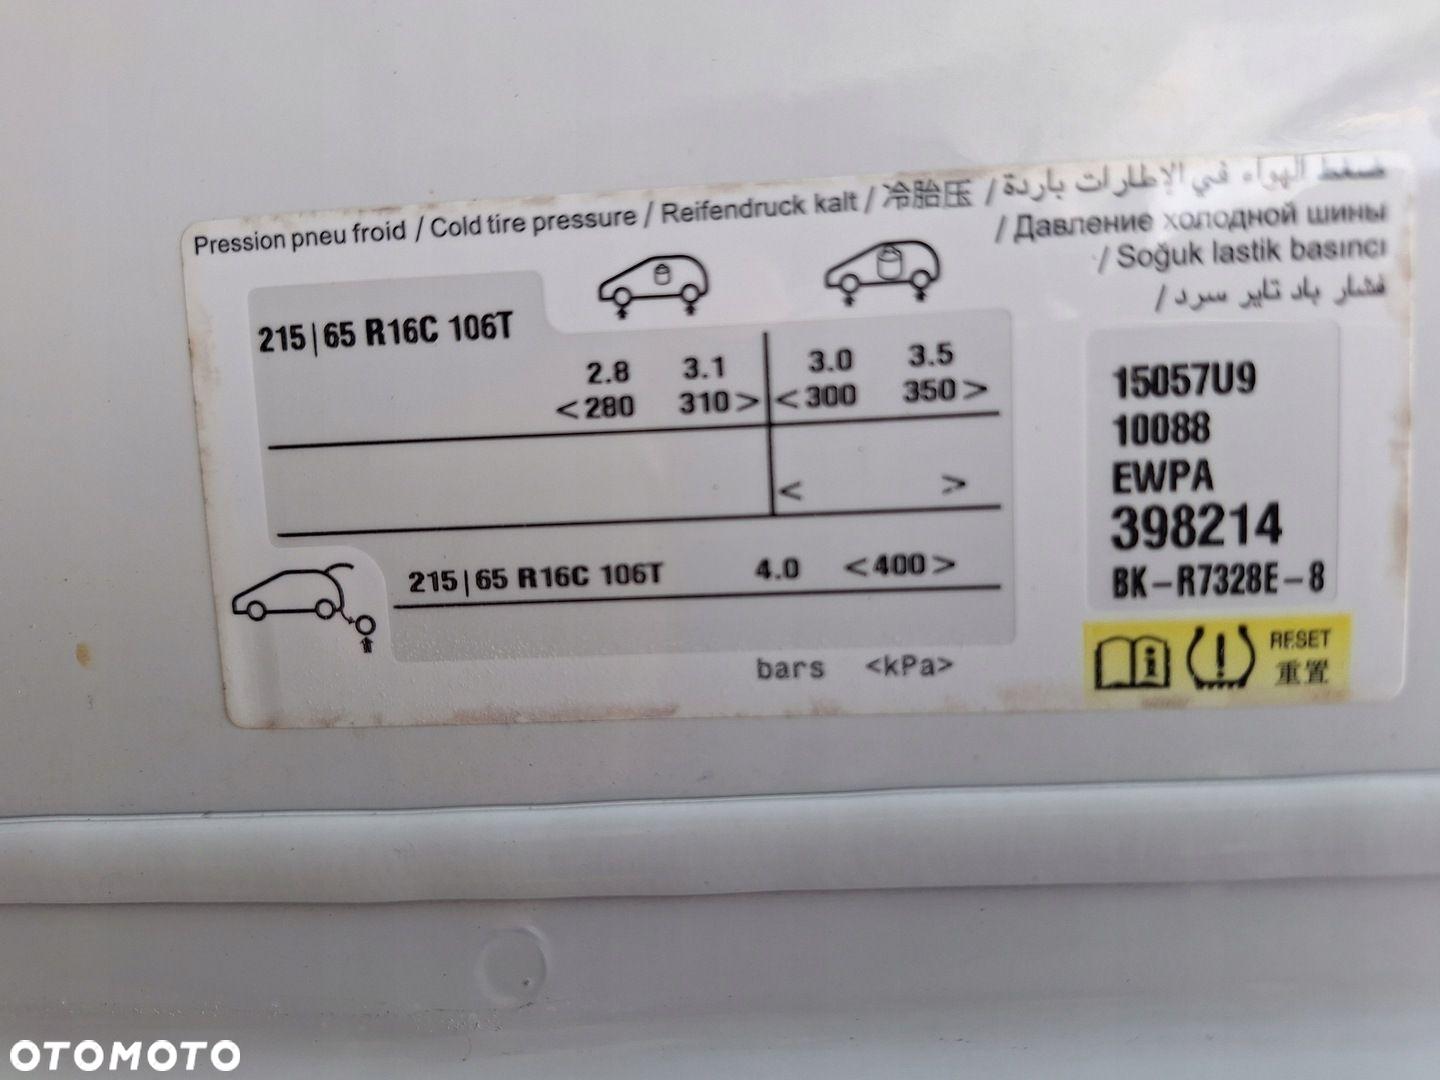 Pression pneu froid / Cold tire pressure / Reifendruck kalt / 冷胎压 / ضغط الهواء في الإطارات باردة
/ Давление холодной шины
/ Soğuk lastik basıncı
/ فشار باد تایر سرد
215|65 R16C 106T
2.8 3.1 3.0 3.5
<280 310> <300 350>
< >
215|65 R16C 106T 4.0 <400>
bars <kPa>
15057U9
10088
EWPA
398214
BK-R7328E-8
RESET
重置
OTOMOTO